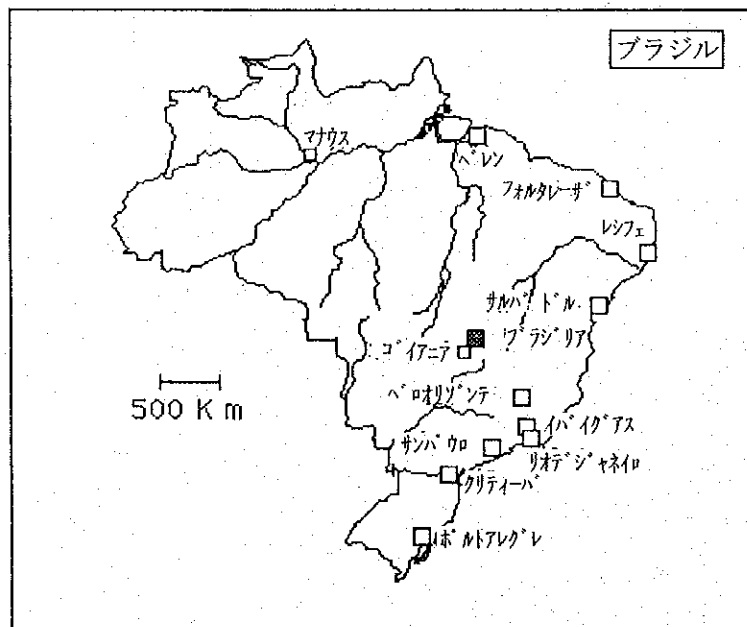 ブラジル
マナウス
ベレン
フォルタレーザ
レシフェ
サルバドル
ブラジリア
ゴイアニア
ベロオリゾンテ
500 Km
イバイグアス
サンパウロ
リオデジャネイロ
クリティーバ
ポルトアレグレ